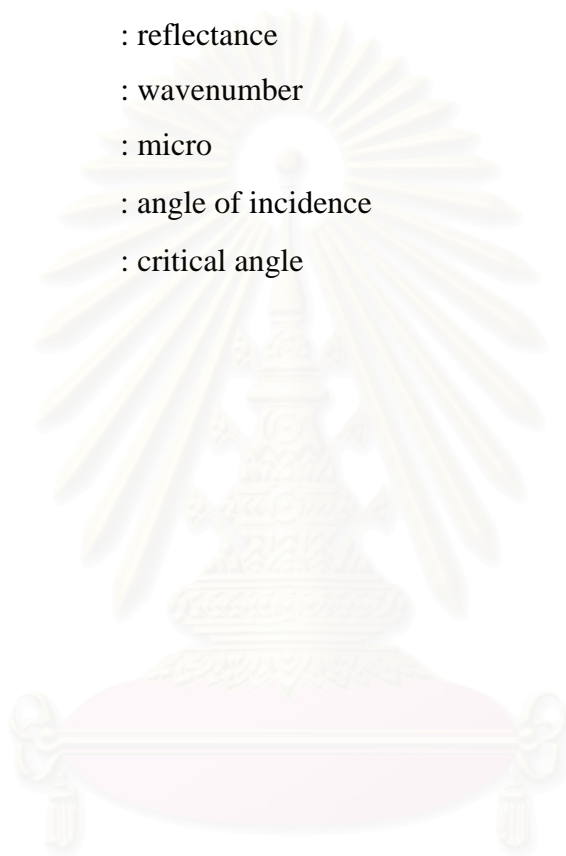 : reflectance
: wavenumber
: micro
: angle of incidence
: critical angle